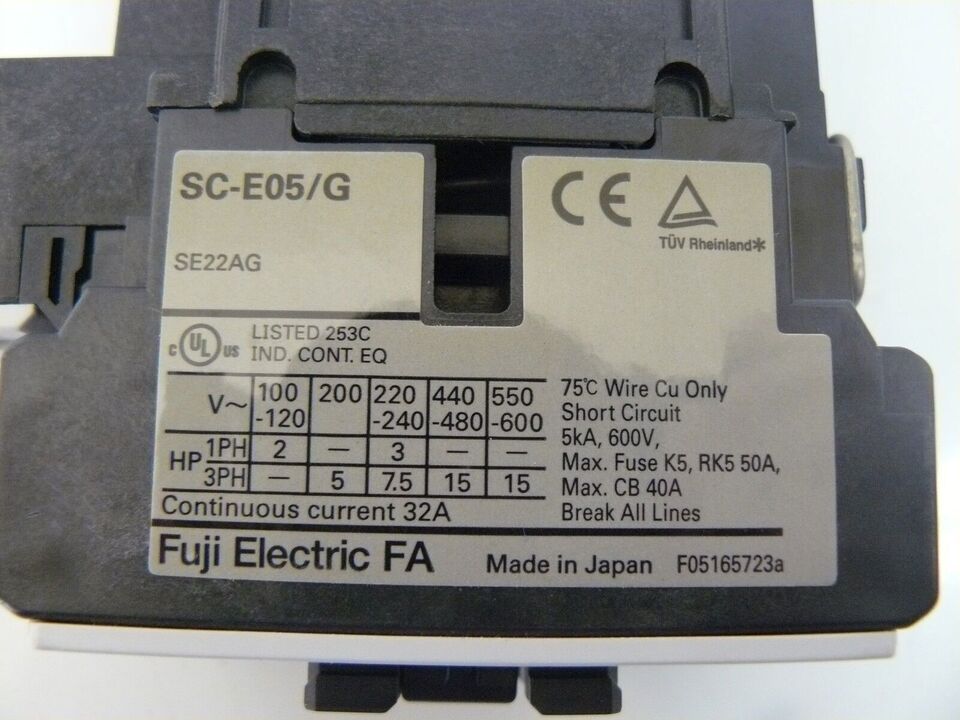 SC-E05/G
SE22AG
CE
TÜV Rheinland*
c UL us LISTED 253C
IND. CONT. EQ
V~ 100-120 200 220-240 440-480 550-600
HP 1PH 2 — 3 — —
3PH — 5 7.5 15 15
Continuous current 32A
75℃ Wire Cu Only
Short Circuit
5kA, 600V,
Max. Fuse K5, RK5 50A,
Max. CB 40A
Break All Lines
Fuji Electric FA Made in Japan F05165723a